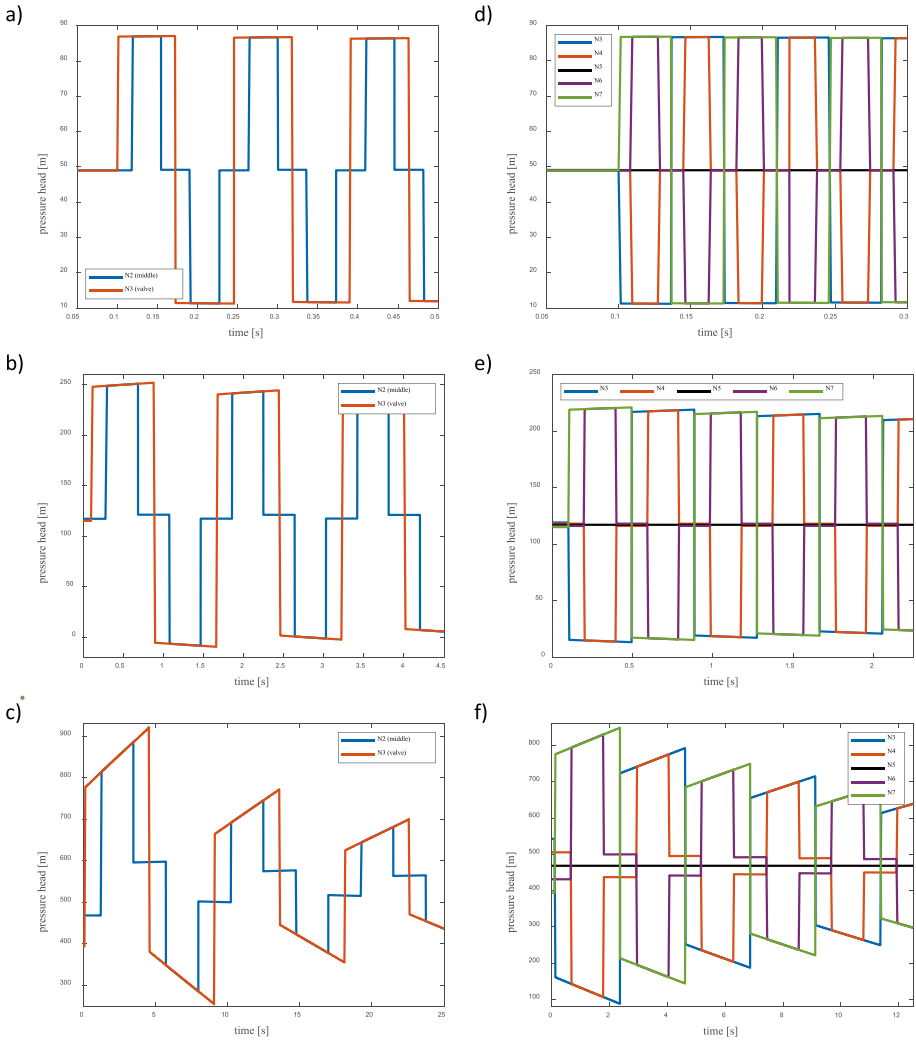 a)
90
80
70
60
50
40
30
20
10
0.05
0.1
0.15
0.2
0.25
0.3
0.35
0.4
0.45
0.5
pressure head [m]
time [s]
N2 (middle)
N3 (valve)
d)
90
80
70
60
50
40
30
20
10
0.05
0.1
0.15
0.2
0.25
0.3
pressure head [m]
time [s]
N3
N4
N5
N6
N7
b)
250
200
150
100
50
0
0
0.5
1
1.5
2
2.5
3
3.5
4
4.5
pressure head [m]
time [s]
N2 (middle)
N3 (valve)
e)
250
200
150
100
50
0
0
0.5
1
1.5
2
pressure head [m]
time [s]
N3 N4 N5 N6 N7
c)
900
800
700
600
500
400
300
0
5
10
15
20
25
pressure head [m]
time [s]
N2 (middle)
N3 (valve)
f)
800
700
600
500
400
300
200
100
0
2
4
6
8
10
12
pressure head [m]
time [s]
N3
N4
N5
N6
N7